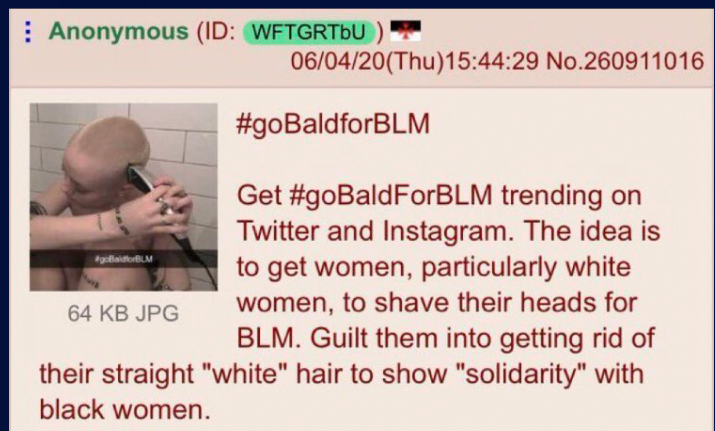 Anonymous (ID: WFTGRTbU)
06/04/20(Thu)15:44:29 No.260911016
#goBaldforBLM
#goBaldforBLM
64 KB JPG
Get #goBaldForBLM trending on
Twitter and Instagram. The idea is
to get women, particularly white
women, to shave their heads for
BLM. Guilt them into getting rid of
their straight "white" hair to show "solidarity" with
black women.